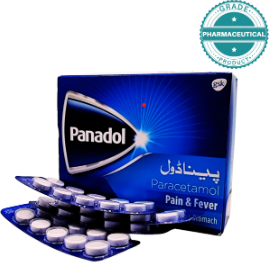 GRADE
PHARMACEUTICAL
PRODUCT
gsk
Panadol
پیناڈول
Paracetamol
Pain & Fever